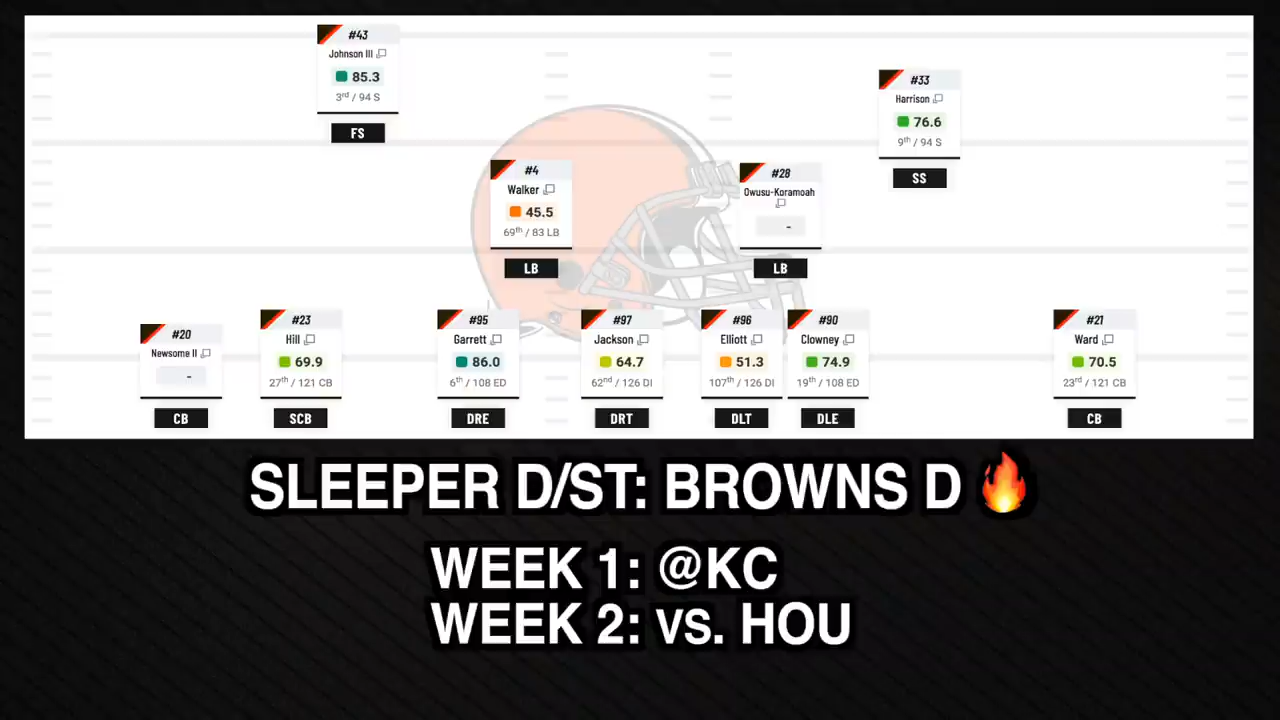 #43
Johnson III
85.3
3rd / 94 S
FS
#33
Harrison
76.6
9th / 94 S
SS
#4
Walker
45.5
69th / 83 LB
LB
#28
Owusu-Koramoah
-
LB
#20
Newsome II
-
CB
#23
Hill
69.9
27th / 121 CB
SCB
#95
Garrett
86.0
6th / 108 ED
DRE
#97
Jackson
64.7
62nd / 126 DI
DRT
#96
Elliott
51.3
107th / 126 DI
DLT
#90
Clowney
74.9
19th / 108 ED
DLE
#21
Ward
70.5
23rd / 121 CB
CB
SLEEPER D/ST: BROWNS D 🔥
WEEK 1: @KC
WEEK 2: vs. HOU